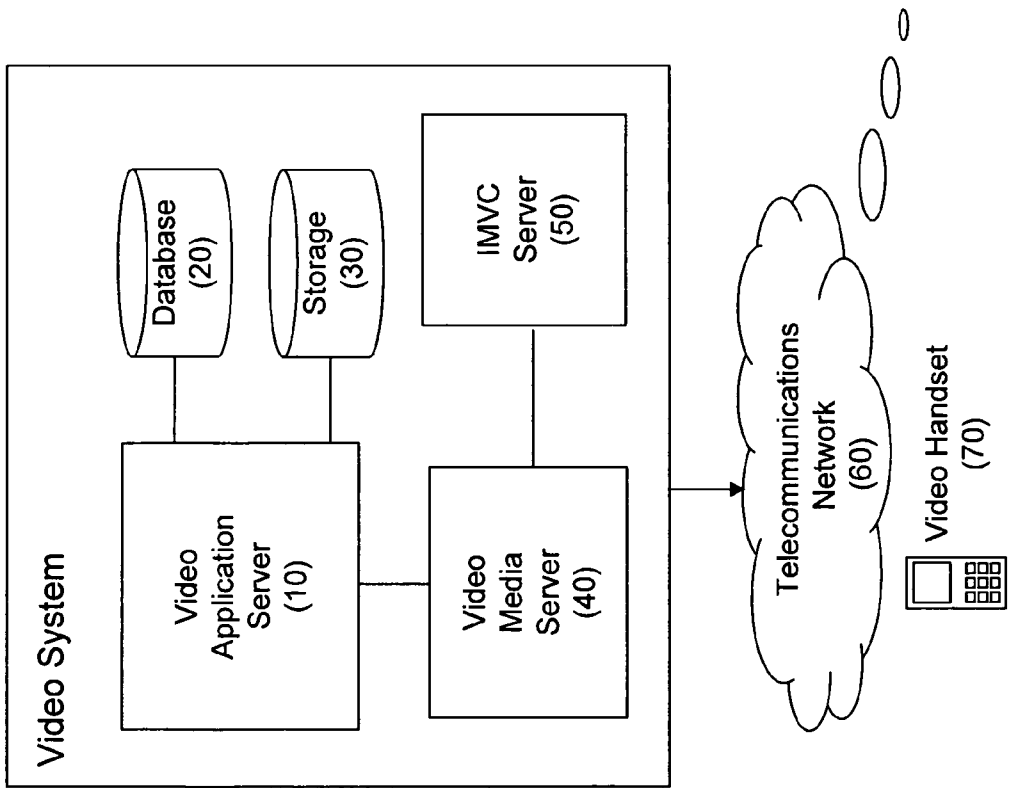 Video System
Video
Application
Server
(10)
Database
(20)
Storage
(30)
Video
Media
Server
(40)
IMVC
Server
(50)
Telecommunications
Network
(60)
Video Handset
(70)